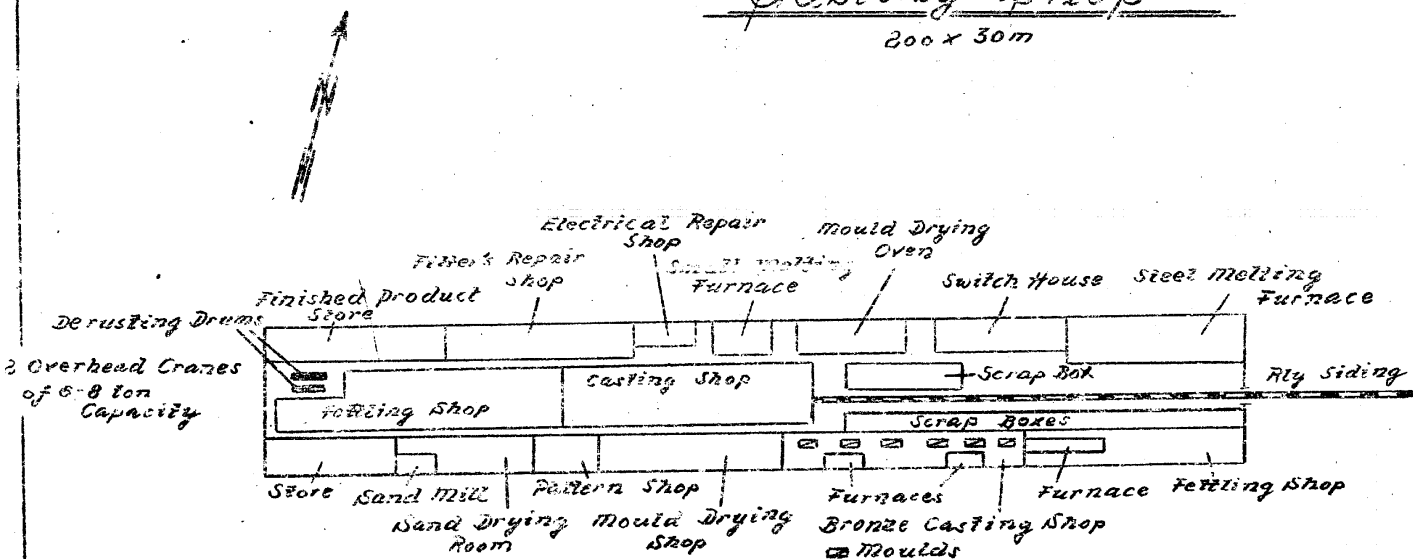 Shop
200 x 30m
N
Electrical Repair
Shop
Mould Drying
Oven
Fitter's Repair
Shop
Small Melting
Furnace
Switch House
Steel Melting
Furnace
Finished Product
Store
Derusting Drums
2 Overhead Cranes
of 6-8 ton
Capacity
Casting Shop
Scrap Box
Rly Siding
Fettling Shop
Scrap Boxes
Store
Sand Mill
Pattern Shop
Furnaces
Furnace
Fettling Shop
Sand Drying
Room
Mould Drying
Shop
Bronze Casting Shop
Moulds